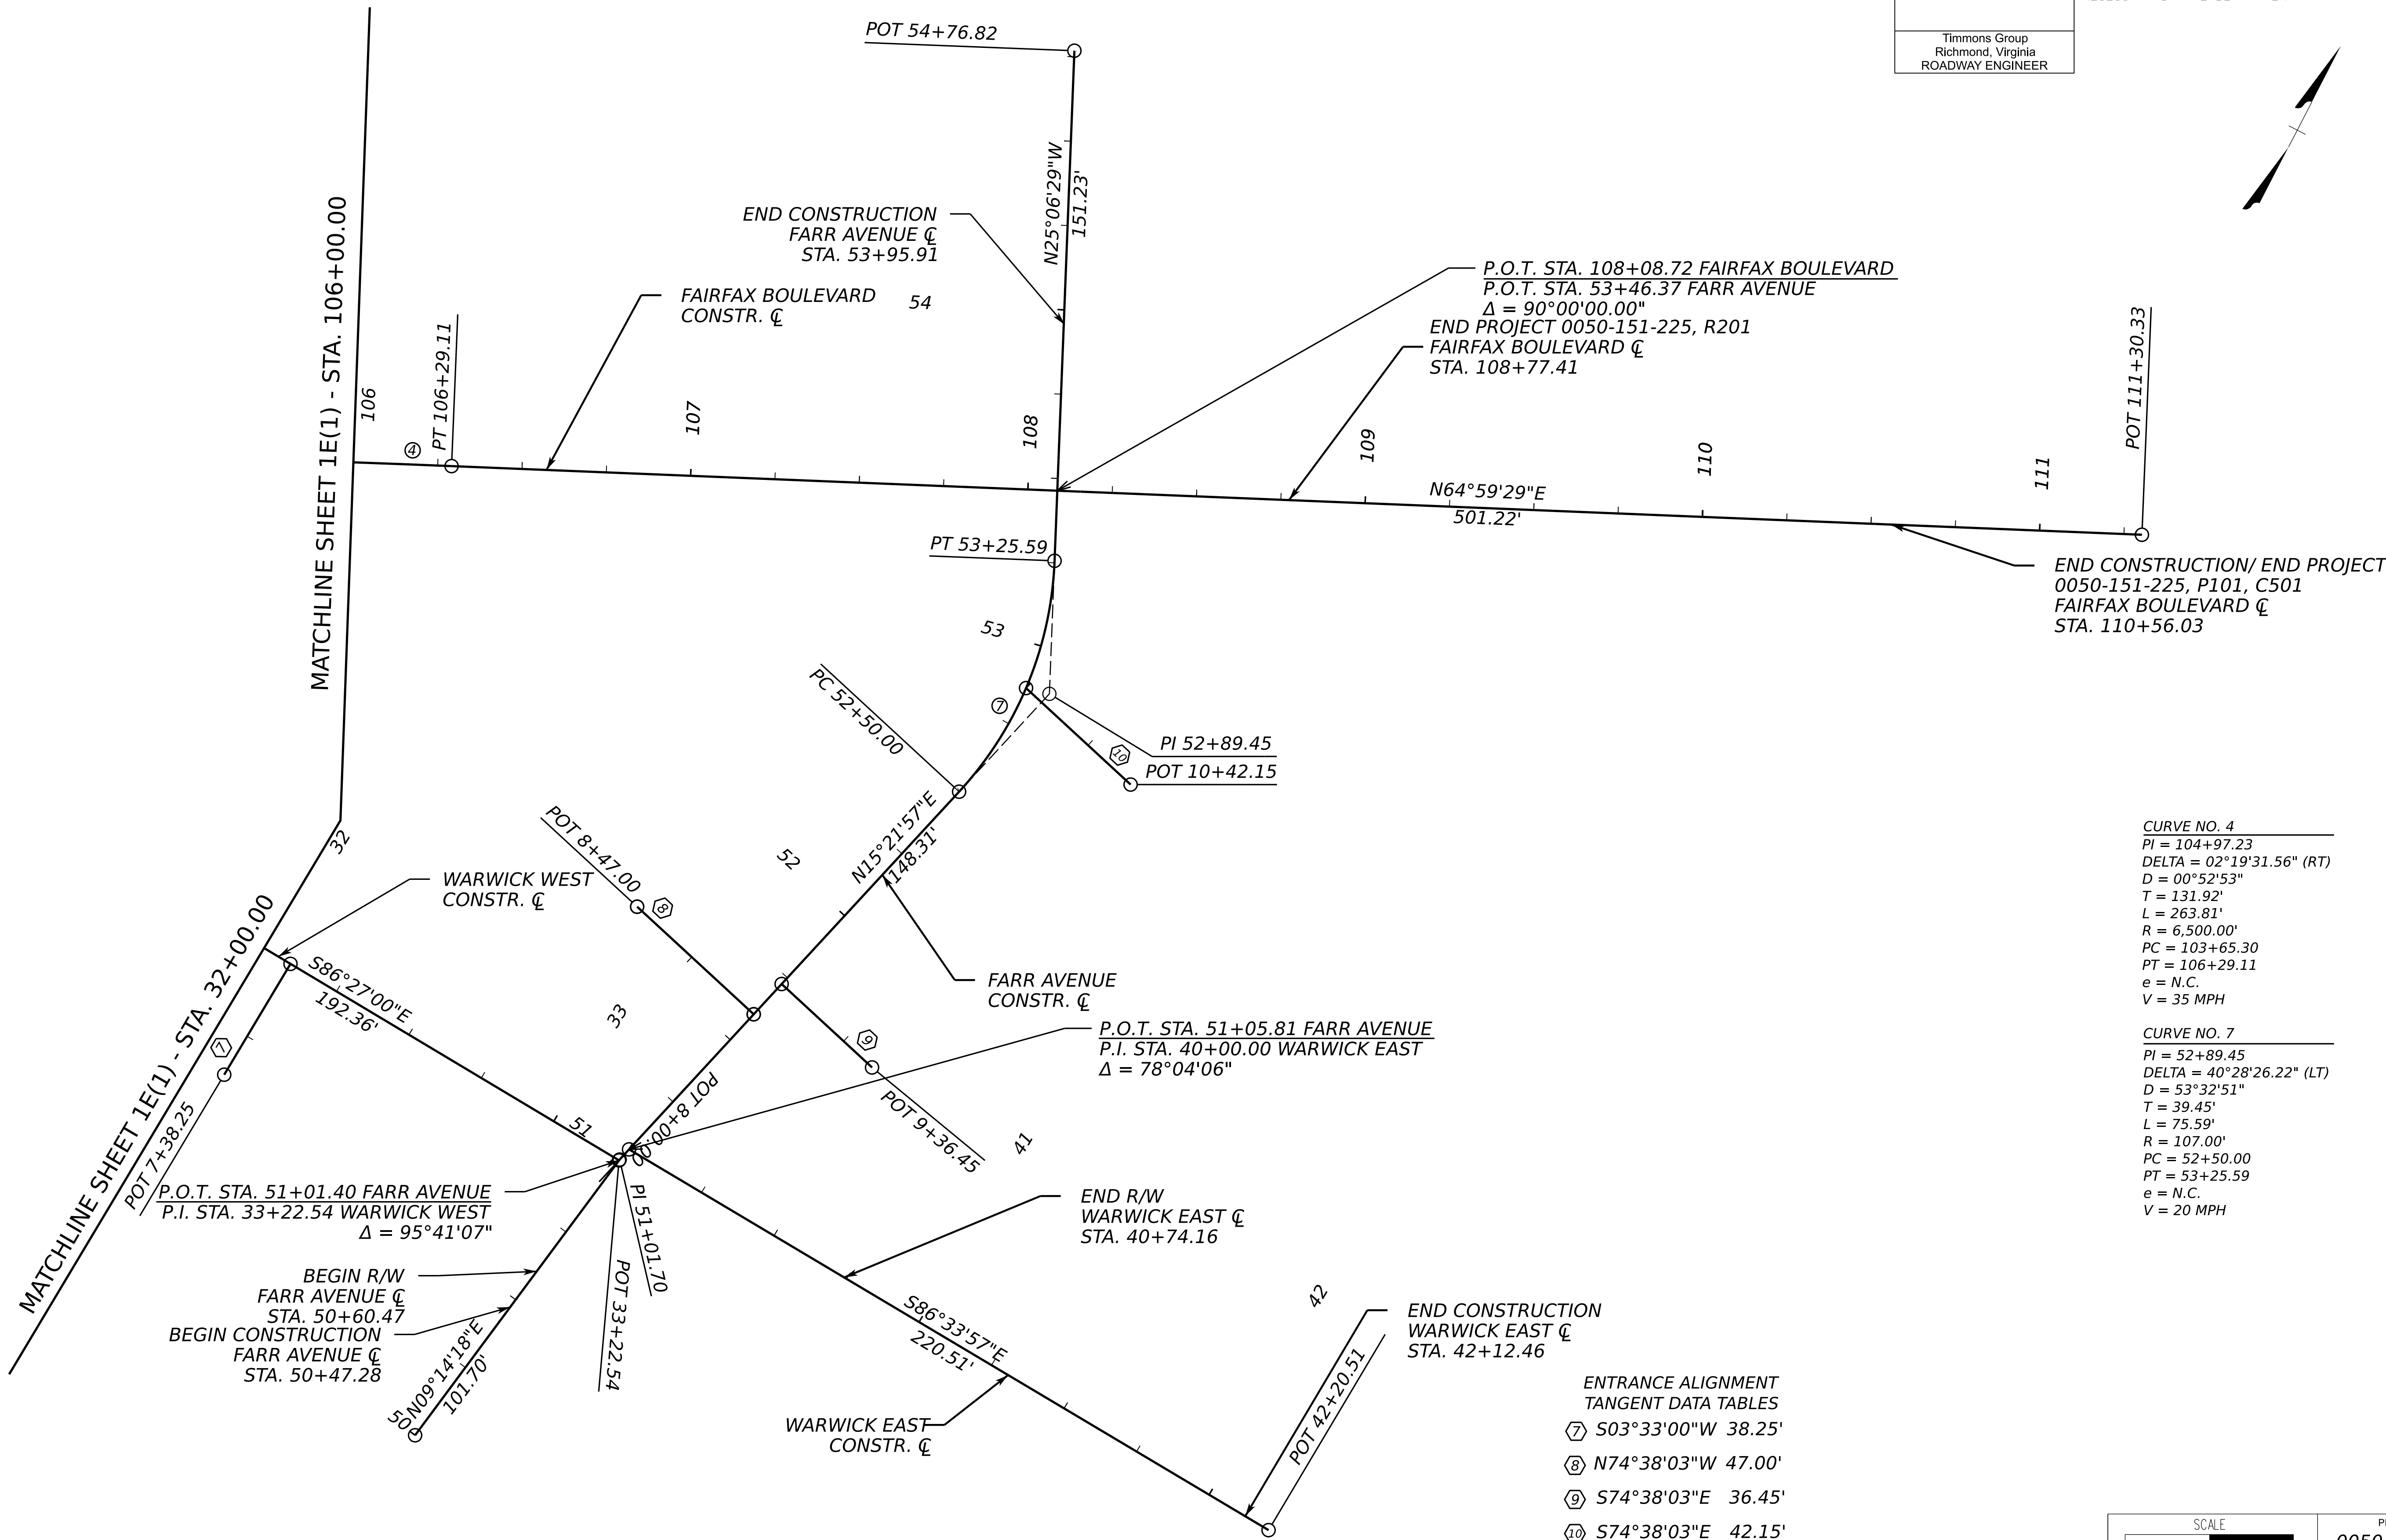 Timmons Group
Richmond, Virginia
ROADWAY ENGINEER
POT 54+76.82
N25°06'29"W
151.23'
END CONSTRUCTION
FARR AVENUE ℄
STA. 53+95.91
FAIRFAX BOULEVARD
CONSTR. ℄
54
P.O.T. STA. 108+08.72 FAIRFAX BOULEVARD
P.O.T. STA. 53+46.37 FARR AVENUE
Δ = 90°00'00.00"
END PROJECT 0050-151-225, R201
FAIRFAX BOULEVARD ℄
STA. 108+77.41
MATCHLINE SHEET 1E(1) - STA. 106+00.00
106
4
PT 106+29.11
107
108
109
110
111
POT 111+30.33
N64°59'29"E
501.22'
END CONSTRUCTION/ END PROJECT
0050-151-225, P101, C501
FAIRFAX BOULEVARD ℄
STA. 110+56.03
PT 53+25.59
53
7
PC 52+50.00
10
PI 52+89.45
POT 10+42.15
N15°21'57"E
148.31'
52
POT 8+47.00
8
32
WARWICK WEST
CONSTR. ℄
MATCHLINE SHEET 1E(1) - STA. 32+00.00
S86°27'00"E
192.36'
7
POT 7+38.25
33
51
FARR AVENUE
CONSTR. ℄
P.O.T. STA. 51+05.81 FARR AVENUE
P.I. STA. 40+00.00 WARWICK EAST
Δ = 78°04'06"
9
POT 9+36.45
POT 8+00.00
41
P.O.T. STA. 51+01.40 FARR AVENUE
P.I. STA. 33+22.54 WARWICK WEST
Δ = 95°41'07"
PI 51+01.70
POT 33+22.54
BEGIN R/W
FARR AVENUE ℄
STA. 50+60.47
BEGIN CONSTRUCTION
FARR AVENUE ℄
STA. 50+47.28
50
N09°14'18"E
101.70'
END R/W
WARWICK EAST ℄
STA. 40+74.16
S86°33'57"E
220.51'
WARWICK EAST
CONSTR. ℄
42
END CONSTRUCTION
WARWICK EAST ℄
STA. 42+12.46
POT 42+20.51
CURVE NO. 4
PI = 104+97.23
DELTA = 02°19'31.56" (RT)
D = 00°52'53"
T = 131.92'
L = 263.81'
R = 6,500.00'
PC = 103+65.30
PT = 106+29.11
e = N.C.
V = 35 MPH
CURVE NO. 7
PI = 52+89.45
DELTA = 40°28'26.22" (LT)
D = 53°32'51"
T = 39.45'
L = 75.59'
R = 107.00'
PC = 52+50.00
PT = 53+25.59
e = N.C.
V = 20 MPH
ENTRANCE ALIGNMENT
TANGENT DATA TABLES
7 S03°33'00"W 38.25'
8 N74°38'03"W 47.00'
9 S74°38'03"E 36.45'
10 S74°38'03"E 42.15'
SCALE